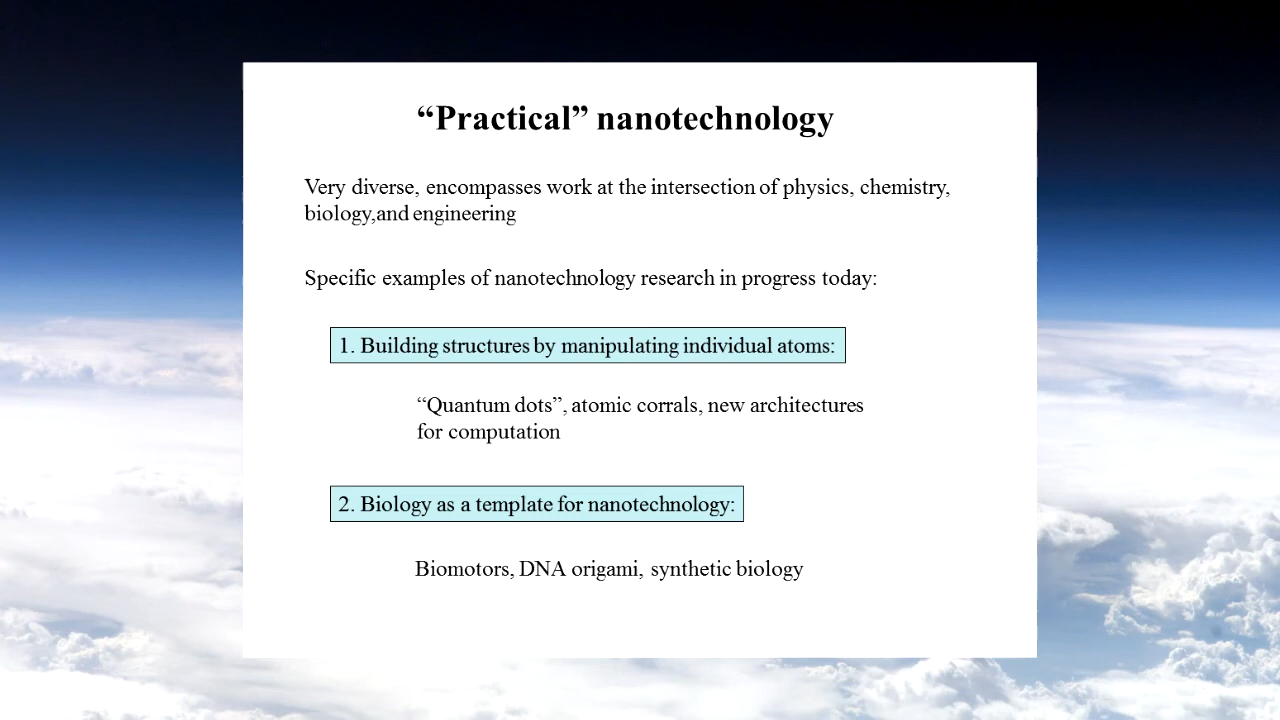 “Practical” nanotechnology
Very diverse, encompasses work at the intersection of physics, chemistry,
biology,and engineering
Specific examples of nanotechnology research in progress today:
1. Building structures by manipulating individual atoms:
“Quantum dots”, atomic corrals, new architectures
for computation
2. Biology as a template for nanotechnology:
Biomotors, DNA origami, synthetic biology